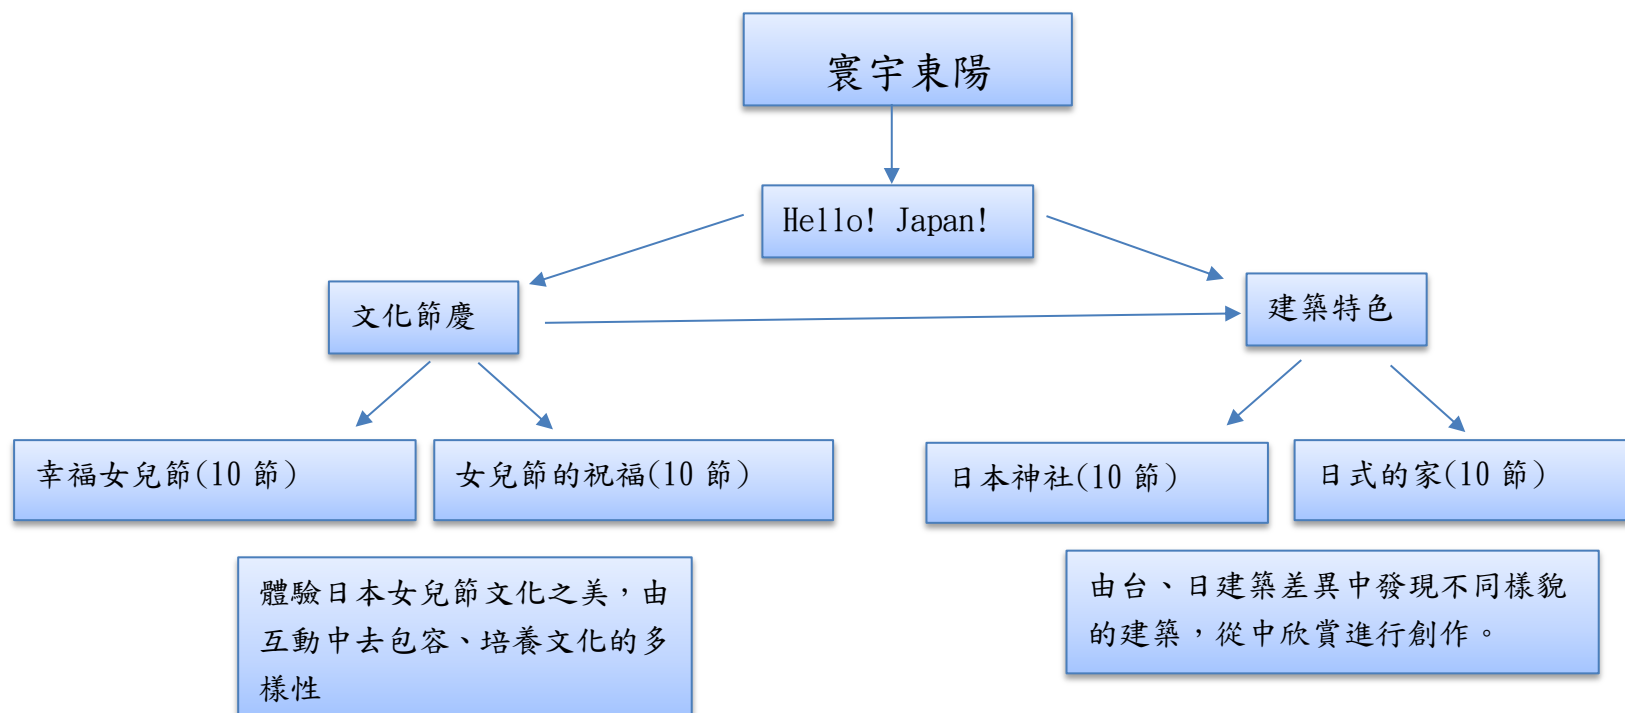 寰宇東陽
Hello! Japan!
文化節慶
建築特色
幸福女兒節(10 節)
女兒節的祝福(10 節)
日本神社(10 節)
日式的家(10 節)
體驗日本女兒節文化之美，由
互動中去包容、培養文化的多
樣性
由台、日建築差異中發現不同樣貌
的建築，從中欣賞進行創作。